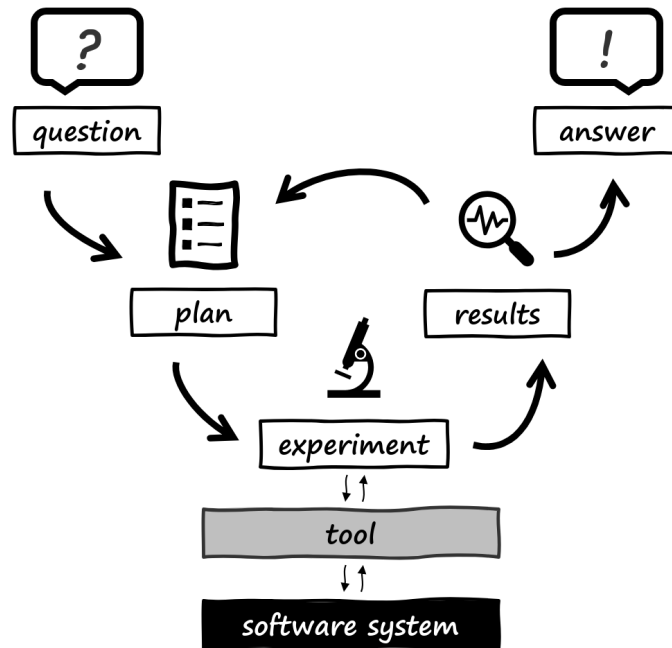 ?
!
question
answer
plan
results
experiment
tool
software system